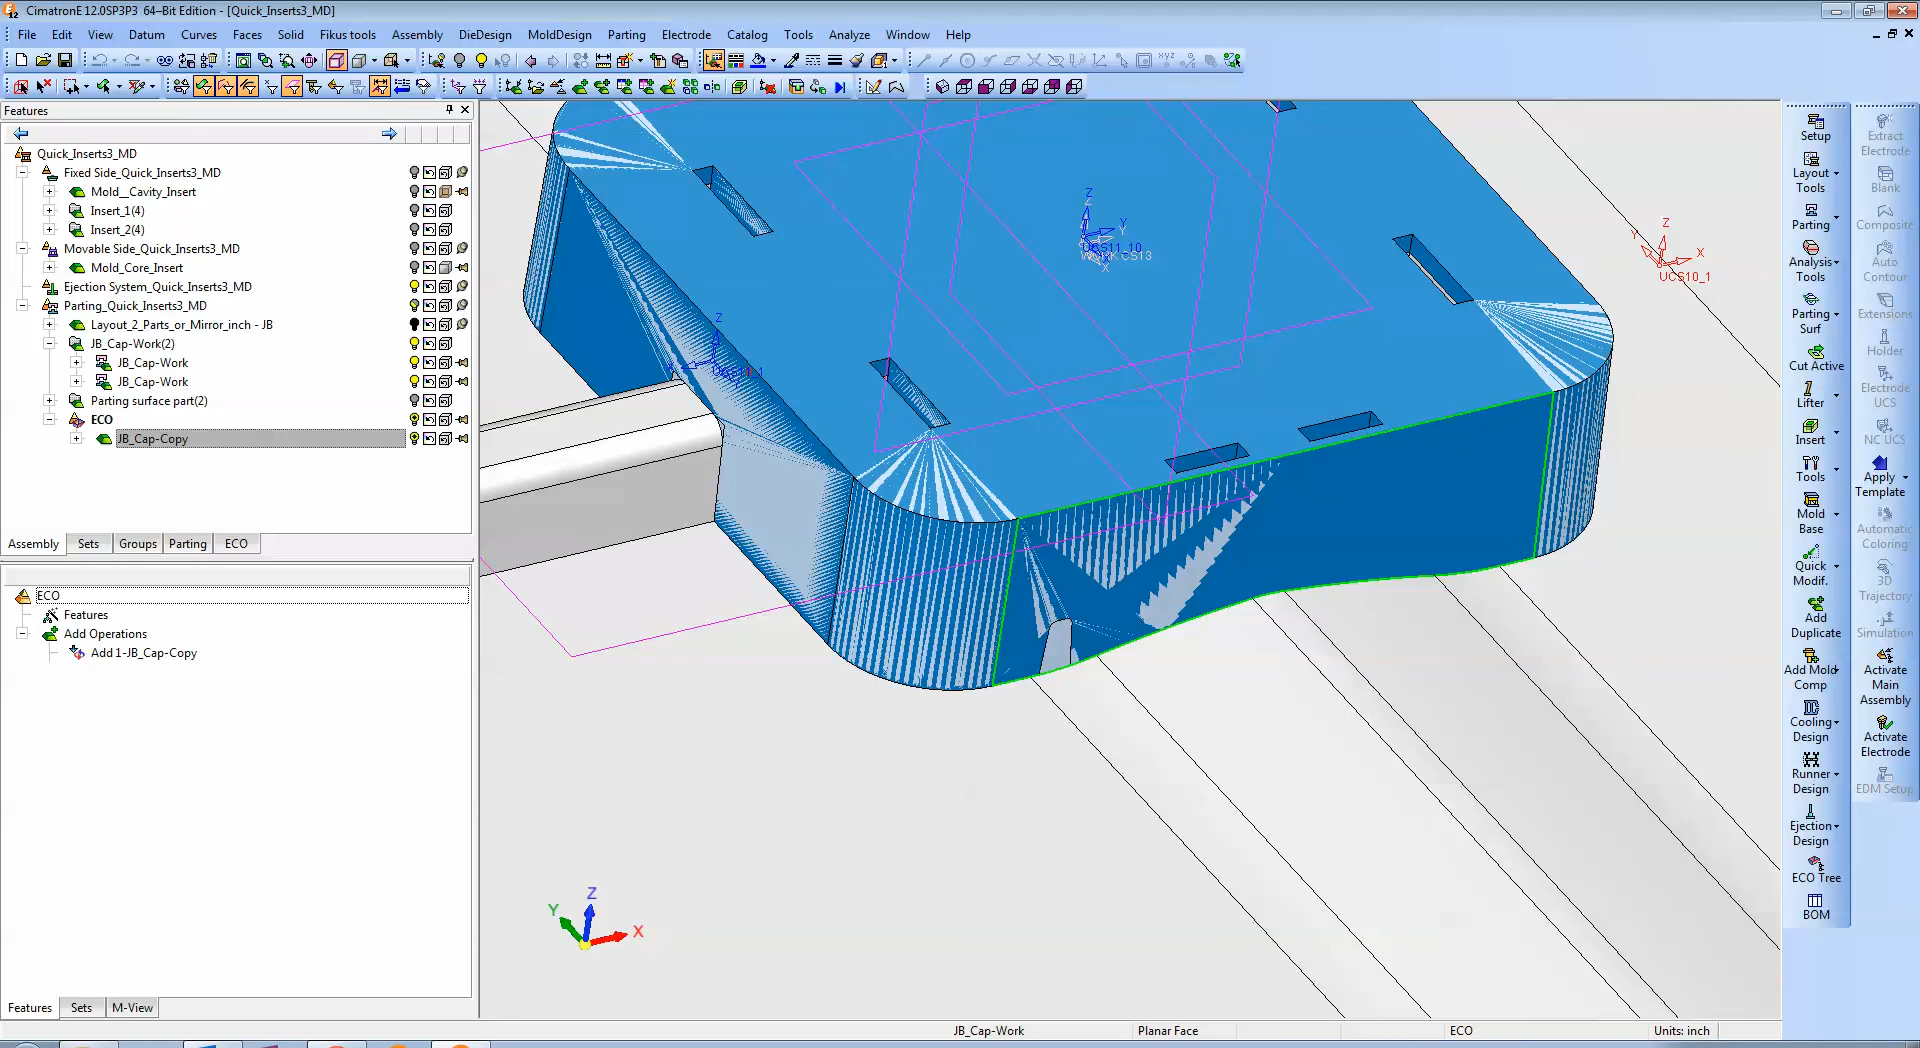 CimatronE 12.0SP3P3 64–Bit Edition - [Quick_Inserts3_MD]
File Edit View Datum Curves Faces Solid Fikus tools Assembly DieDesign MoldDesign Parting Electrode Catalog Tools Analyze Window Help
Features
Quick_Inserts3_MD
Fixed Side_Quick_Inserts3_MD
Mold__Cavity_Insert
Insert_1(4)
Insert_2(4)
Movable Side_Quick_Inserts3_MD
Mold_Core_Insert
Ejection System_Quick_Inserts3_MD
Parting_Quick_Inserts3_MD
Layout_2_Parts_or_Mirror_inch - JB
JB_Cap-Work(2)
JB_Cap-Work
JB_Cap-Work
Parting surface part(2)
ECO
JB_Cap-Copy
Assembly Sets Groups Parting ECO
ECO
Features
Add Operations
Add 1-JB_Cap-Copy
Features Sets M-View
Z
Z
Y
UCS11_10
X
Z
Y
X
UCS10_1
Z
Z
Y
X
Setup
Layout
Tools
Parting
Analysis
Tools
Parting
Surf
Cut Active
Lifter
Insert
Tools
Mold
Base
Quick
Modif.
Add
Duplicate
Add Mold
Comp
Cooling
Design
Runner
Design
Ejection
Design
ECO Tree
BOM
Extract
Electrode
Blank
Composite
Auto
Contour
Extensions
Holder
Electrode
UCS
NC UCS
Apply
Template
Automatic
Coloring
3D
Trajectory
Simulation
Activate
Main
Assembly
Activate
Electrode
EDM Setup
JB_Cap-Work Planar Face ECO Units: inch